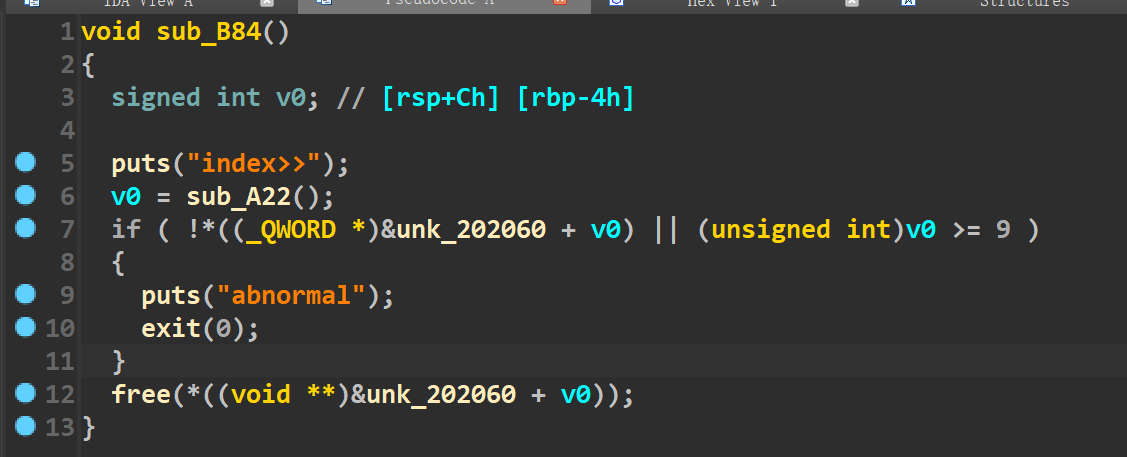 IDA View A Pseudocode A Hex View 1 Structures
1 void sub_B84()
2 {
3 signed int v0; // [rsp+Ch] [rbp-4h]
4
5 puts("index>>");
6 v0 = sub_A22();
7 if ( !*((_QWORD *)&unk_202060 + v0) || (unsigned int)v0 >= 9 )
8 {
9 puts("abnormal");
10 exit(0);
11 }
12 free(*((void **)&unk_202060 + v0));
13 }